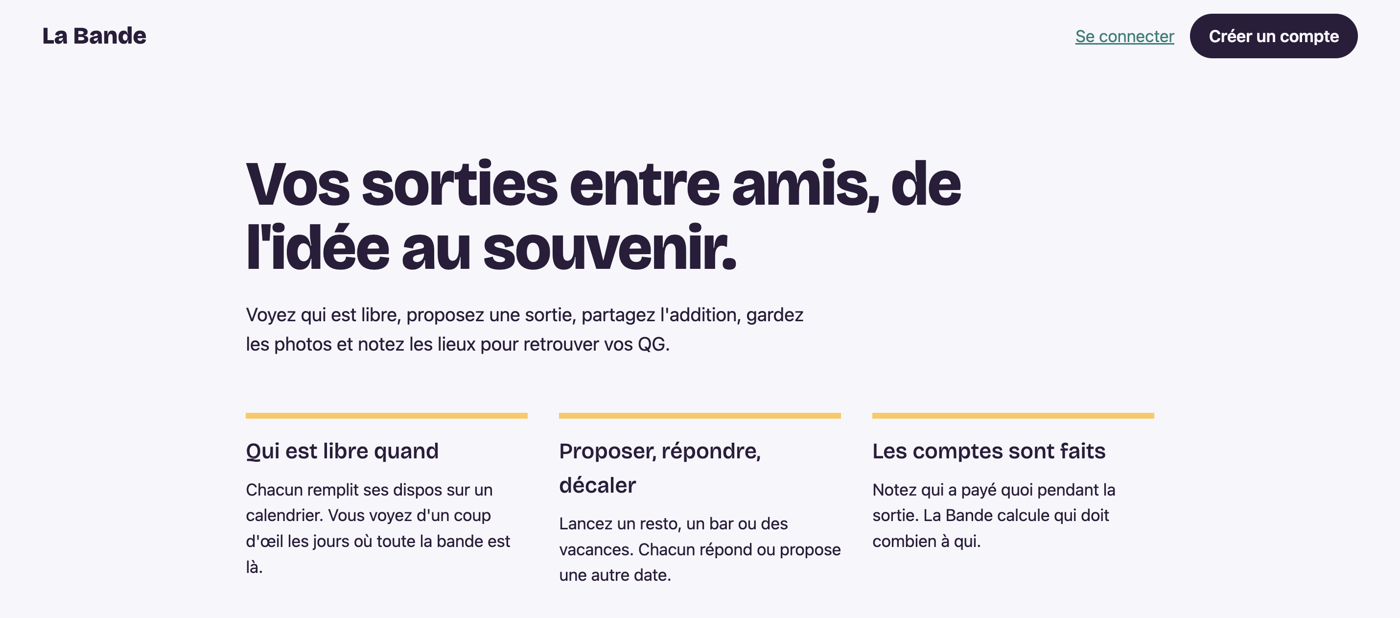 La Bande
Se connecter
Créer un compte
Vos sorties entre amis, de
l'idée au souvenir.
Voyez qui est libre, proposez une sortie, partagez l'addition, gardez
les photos et notez les lieux pour retrouver vos QG.
Qui est libre quand
Chacun remplit ses dispos sur un
calendrier. Vous voyez d'un coup
d'œil les jours où toute la bande est
là.
Proposer, répondre,
décaler
Lancez un resto, un bar ou des
vacances. Chacun répond ou propose
une autre date.
Les comptes sont faits
Notez qui a payé quoi pendant la
sortie. La Bande calcule qui doit
combien à qui.